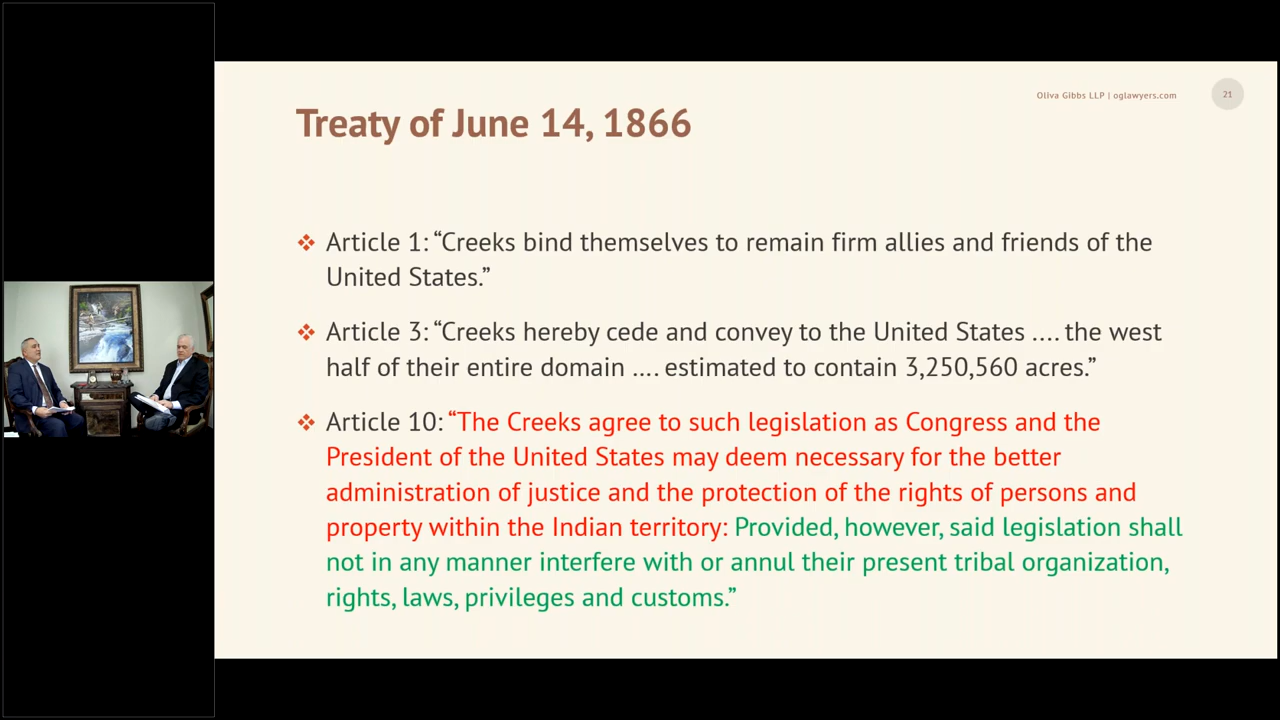 Oliva Gibbs LLP | oglawyers.com
21
Treaty of June 14, 1866
❖ Article 1: “Creeks bind themselves to remain firm allies and friends of the
United States.”
❖ Article 3: “Creeks hereby cede and convey to the United States .... the west
half of their entire domain .... estimated to contain 3,250,560 acres.”
❖ Article 10: “The Creeks agree to such legislation as Congress and the
President of the United States may deem necessary for the better
administration of justice and the protection of the rights of persons and
property within the Indian territory: Provided, however, said legislation shall
not in any manner interfere with or annul their present tribal organization,
rights, laws, privileges and customs.”